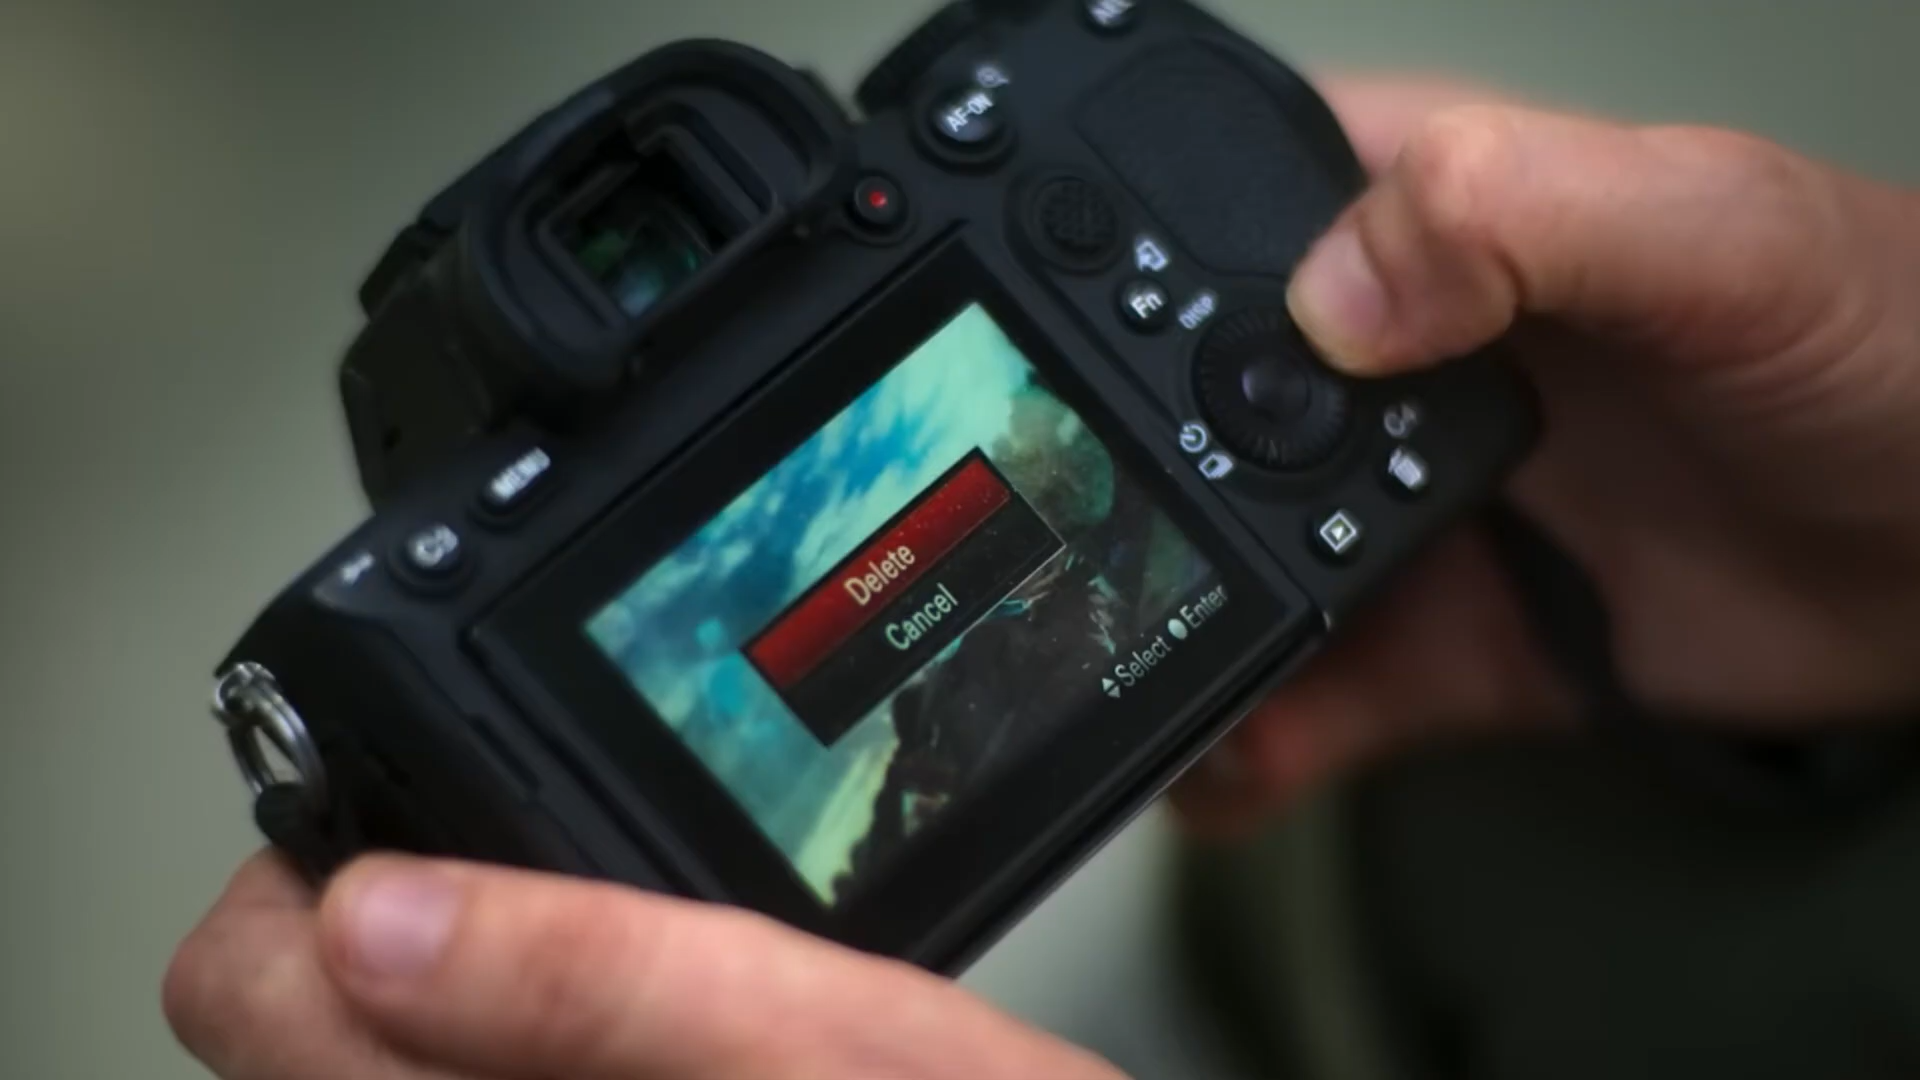 AF-ON
Fn
DISP
MENU
C3
C4
Delete
Cancel
Select
Enter